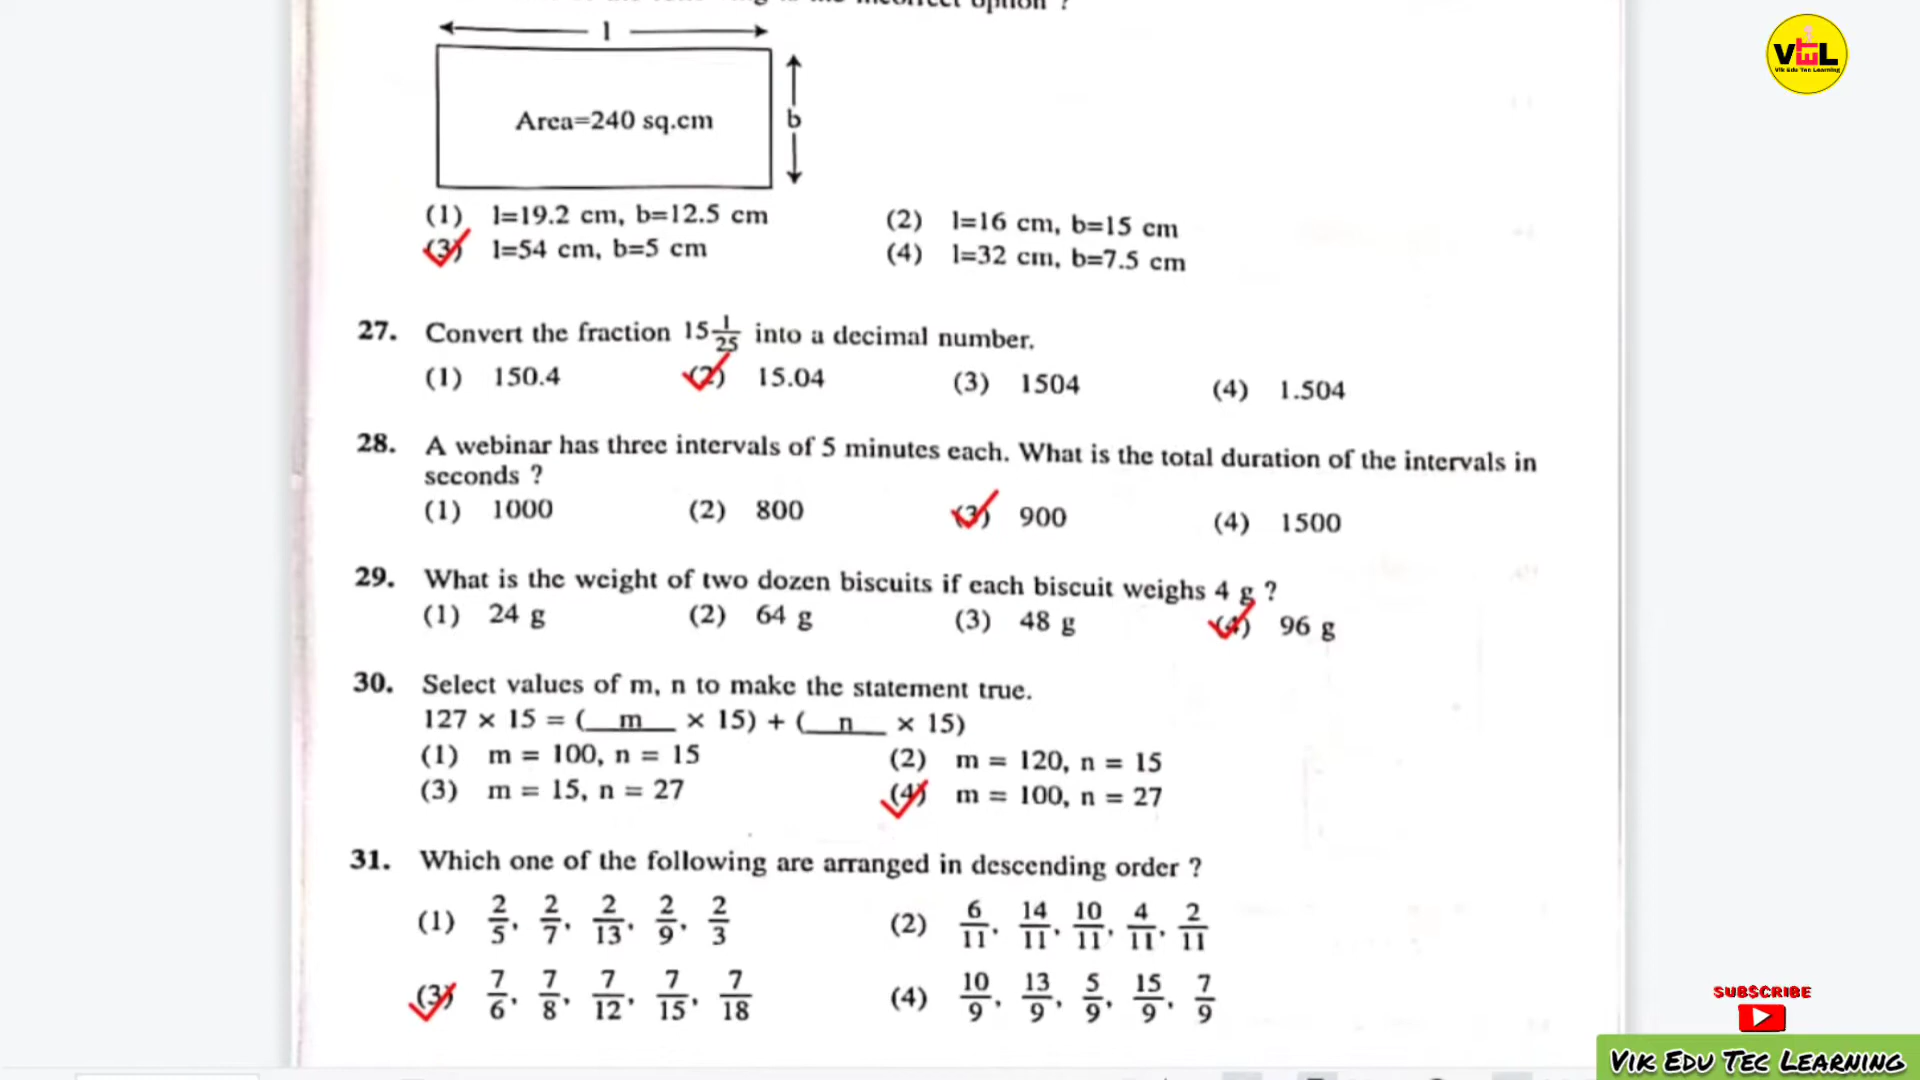 incorrect option ?
l
Area=240 sq.cm
b
(1) l=19.2 cm, b=12.5 cm (2) l=16 cm, b=15 cm
(3) l=54 cm, b=5 cm (4) l=32 cm, b=7.5 cm
27. Convert the fraction 15 1/25 into a decimal number.
(1) 150.4 (2) 15.04 (3) 1504 (4) 1.504
28. A webinar has three intervals of 5 minutes each. What is the total duration of the intervals in
seconds ?
(1) 1000 (2) 800 (3) 900 (4) 1500
29. What is the weight of two dozen biscuits if each biscuit weighs 4 g ?
(1) 24 g (2) 64 g (3) 48 g (4) 96 g
30. Select values of m, n to make the statement true.
127 × 15 = (__m__ × 15) + (__n__ × 15)
(1) m = 100, n = 15 (2) m = 120, n = 15
(3) m = 15, n = 27 (4) m = 100, n = 27
31. Which one of the following are arranged in descending order ?
(1) 2/5, 2/7, 2/13, 2/9, 2/3 (2) 6/11, 14/11, 10/11, 4/11, 2/11
(3) 7/6, 7/8, 7/12, 7/15, 7/18 (4) 10/9, 13/9, 5/9, 15/9, 7/9
VETL
Vik Edu Tec Learning
SUBSCRIBE
VIK EDU TEC LEARNING